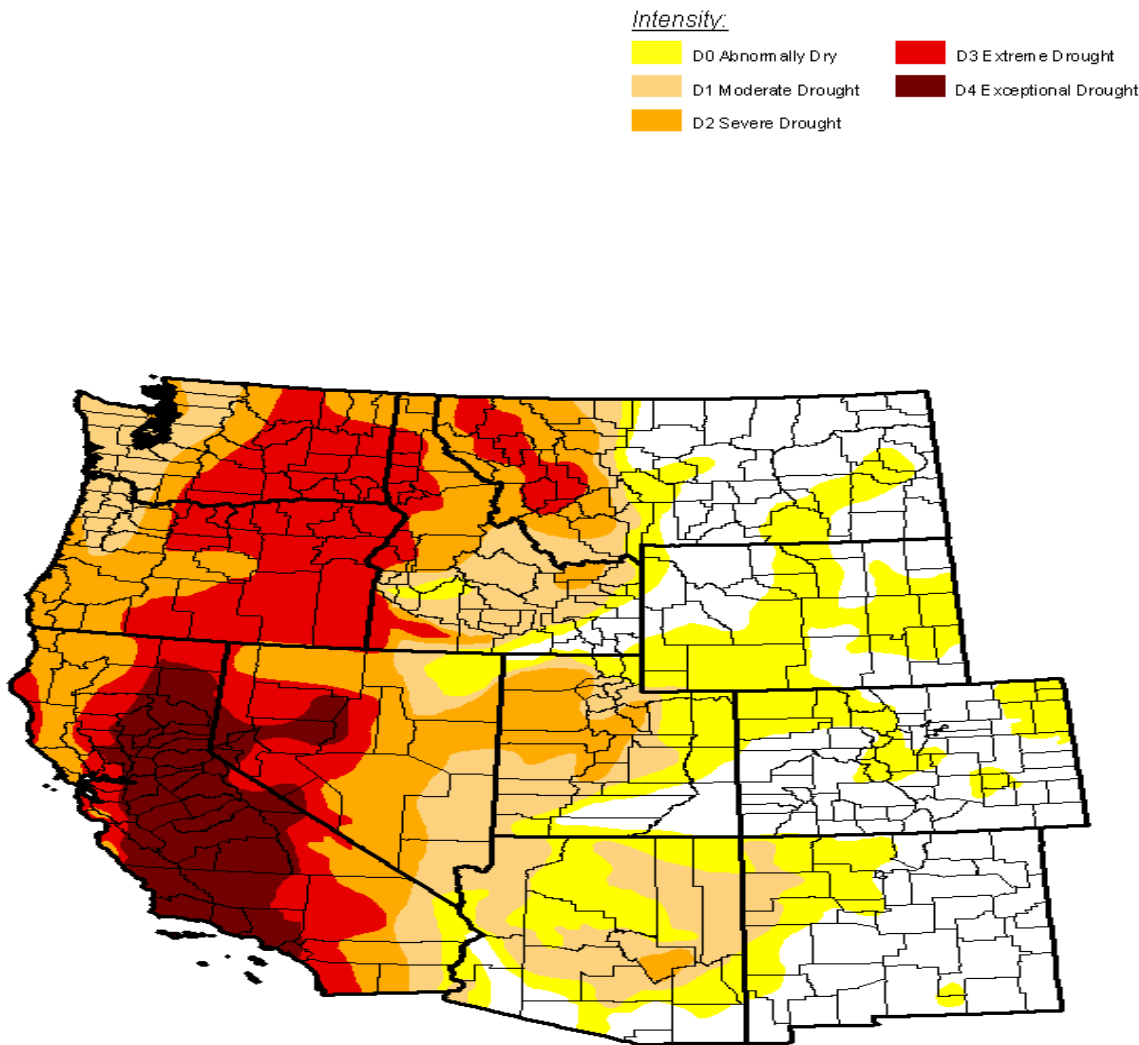 Intensity:
D0 Abnormally Dry
D1 Moderate Drought
D2 Severe Drought
D3 Extreme Drought
D4 Exceptional Drought